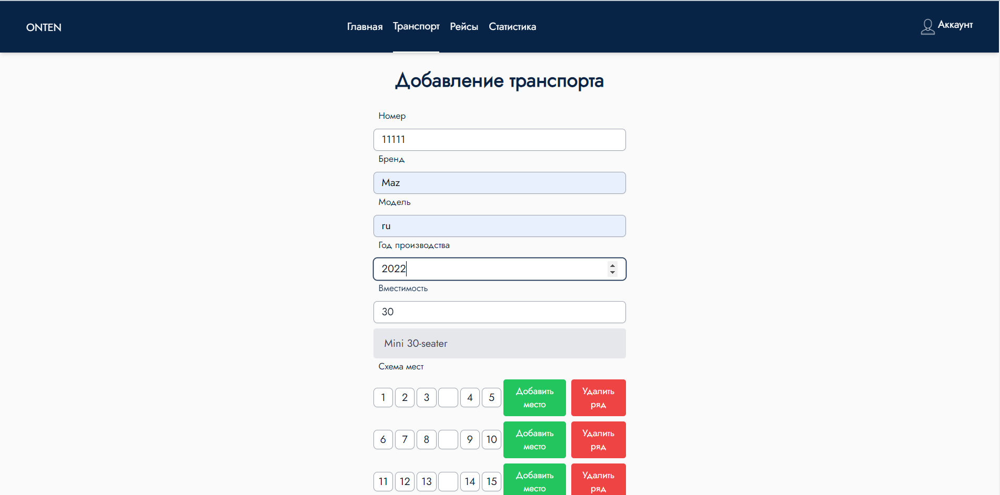 ONTEN
Главная Транспорт Рейсы Статистика
Аккаунт
Добавление транспорта
Номер
11111
Бренд
Maz
Модель
ru
Год производства
2022
Вместимость
30
Mini 30-seater
Схема мест
1 2 3 4 5
Добавить
место
Удалить
ряд
6 7 8 9 10
Добавить
место
Удалить
ряд
11 12 13 14 15
Добавить
место
Удалить
ряд